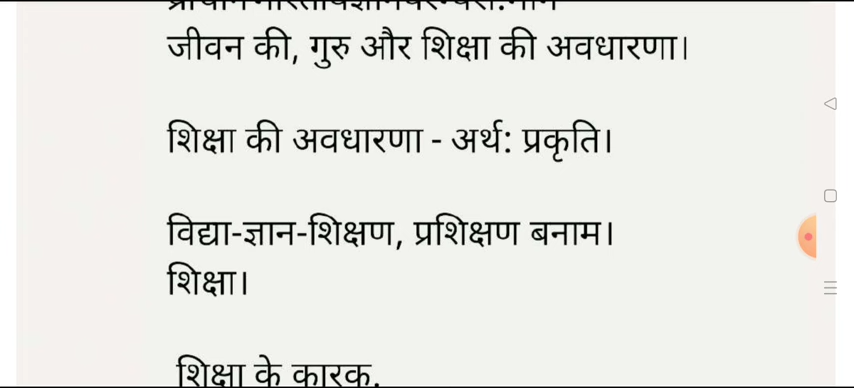 जीवन की, गुरु और शिक्षा की अवधारणा।
शिक्षा की अवधारणा - अर्थ: प्रकृति।
विद्या-ज्ञान-शिक्षण, प्रशिक्षण बनाम।
शिक्षा।
शिक्षा के कारक.